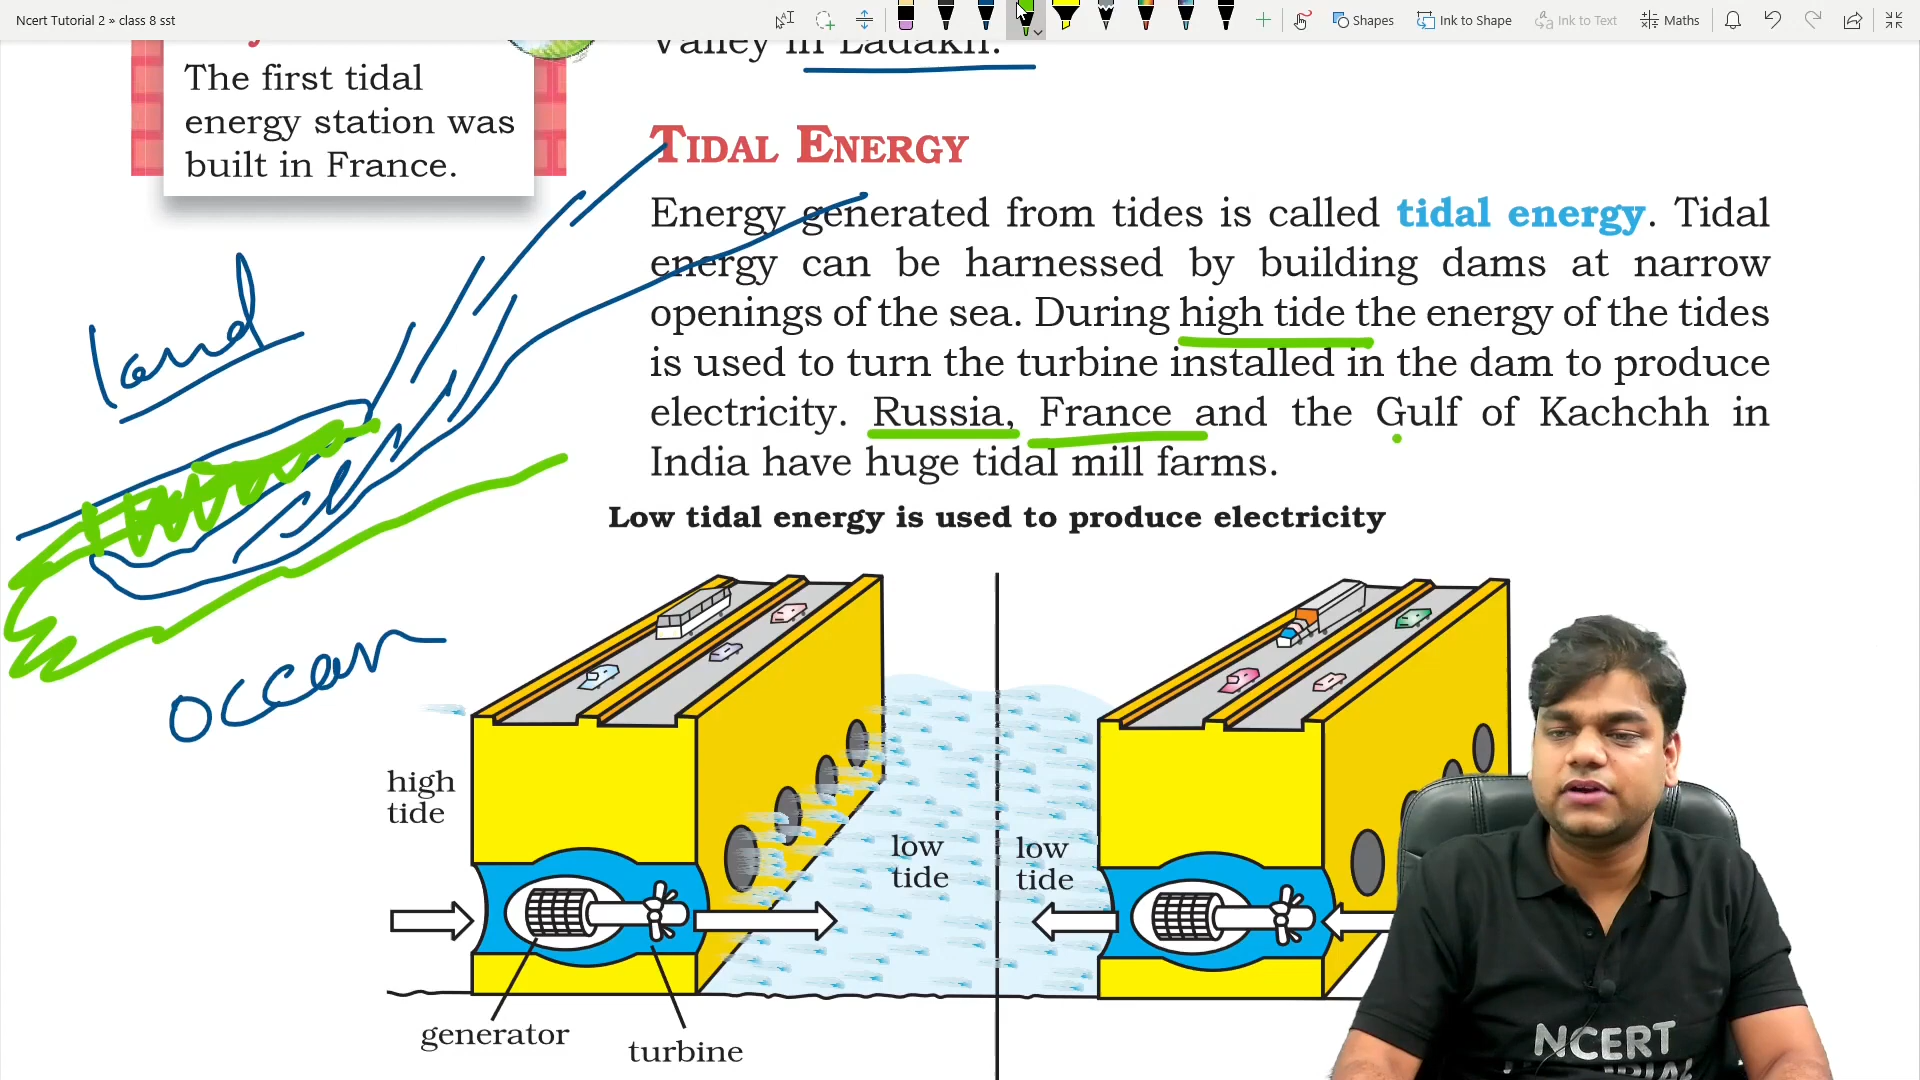 Ncert Tutorial 2 » class 8 sst
Shapes
Ink to Shape
Ink to Text
Maths
Valley in Ladakh.
The first tidal
energy station was
built in France.
TIDAL ENERGY
Energy generated from tides is called tidal energy. Tidal
energy can be harnessed by building dams at narrow
openings of the sea. During high tide the energy of the tides
is used to turn the turbine installed in the dam to produce
electricity. Russia, France and the Gulf of Kachchh in
India have huge tidal mill farms.
Land
Low tidal energy is used to produce electricity
Ocean
high
tide
low
tide
low
tide
generator
turbine
NCERT